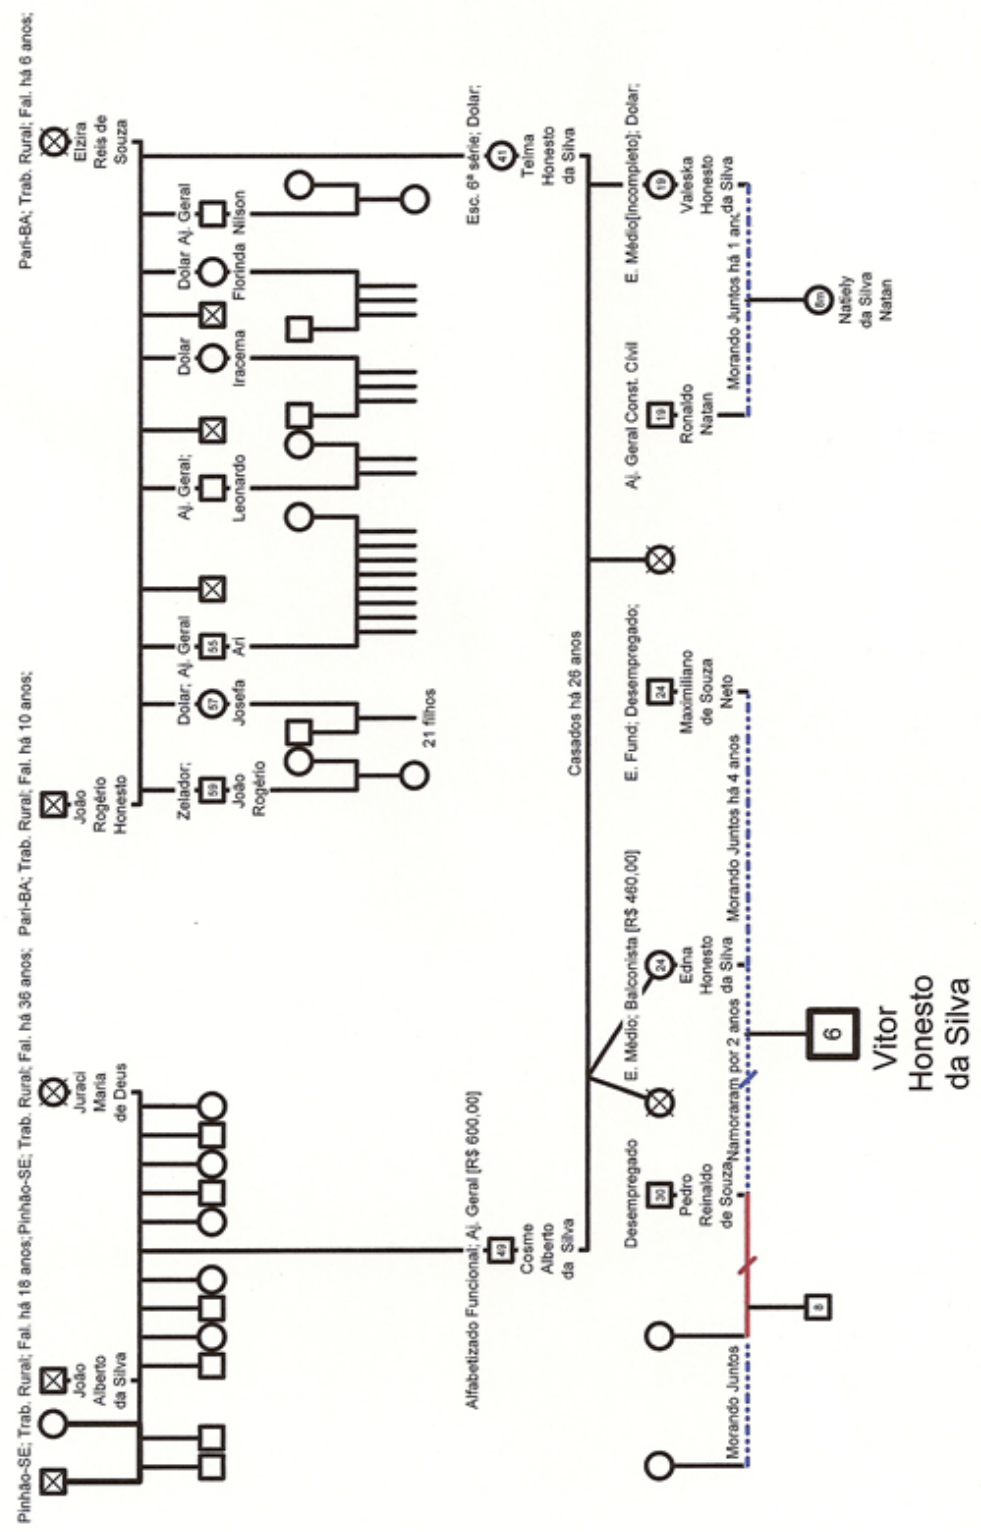 Pinhão-SE; Trab. Rural; Fal. há 18 anos;
Pinhão-SE; Trab. Rural; Fal. há 36 anos;
Pari-BA; Trab. Rural; Fal. há 10 anos;
Pari-BA; Trab. Rural; Fal. há 6 anos;
João
Alberto
da Silva
Juraci
Maria
de Deus
João
Rogério
Honesto
Elzira
Reis de
Souza
Zelador;
59
João
Rogério
Dolar;
57
Josefa
Aj. Geral
55
Ari
Aj. Geral;
Leonardo
Dolar
Iracema
Dolar
Florinda
Aj. Geral
Nilson
21 filhos
Alfabetizado Funcional; Aj. Geral [R$ 600,00]
49
Cosme
Alberto
da Silva
Esc. 6ª série; Dolar;
41
Telma
Honesto
da Silva
Casados há 26 anos
Desempregado
30
Pedro
Reinaldo
de Souza
E. Médio; Balconista [R$ 460,00]
24
Edna
Honesto
da Silva
E. Fund; Desempregado;
24
Maximiliano
de Souza
Neto
Aj. Geral Const. Civil
19
Ronaldo
Natan
E. Médio[incompleto]; Dolar;
19
Valeska
Honesto
da Silva
Morando Juntos
Namoraram por 2 anos
Morando Juntos há 4 anos
Morando Juntos há 1 ano
8
6
Vitor
Honesto
da Silva
8m
da Silva
Natan